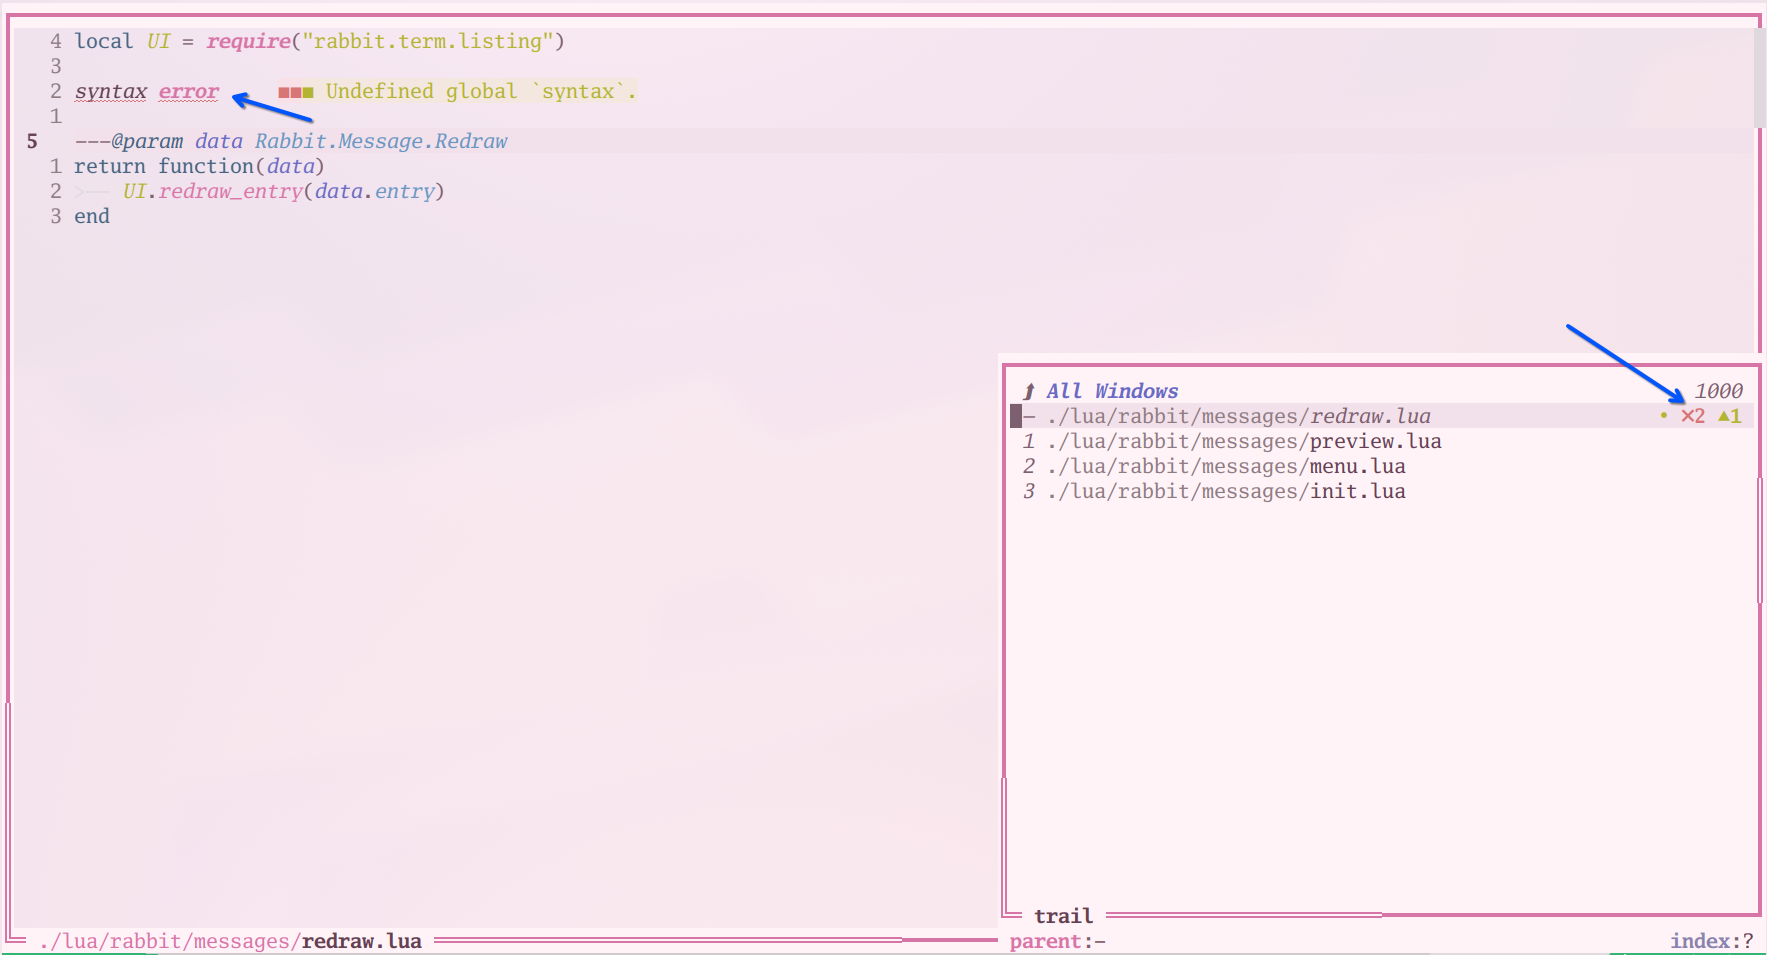 4 local UI = require("rabbit.term.listing")
3
2 syntax error ■■■ Undefined global `syntax`.
1
5 ---@param data Rabbit.Message.Redraw
1 return function(data)
2 >── UI.redraw_entry(data.entry)
3 end
All Windows 1000
─ ./lua/rabbit/messages/redraw.lua • ✕2 ▲1
1 ./lua/rabbit/messages/preview.lua
2 ./lua/rabbit/messages/menu.lua
3 ./lua/rabbit/messages/init.lua
trail
./lua/rabbit/messages/redraw.lua
parent:─ index:?